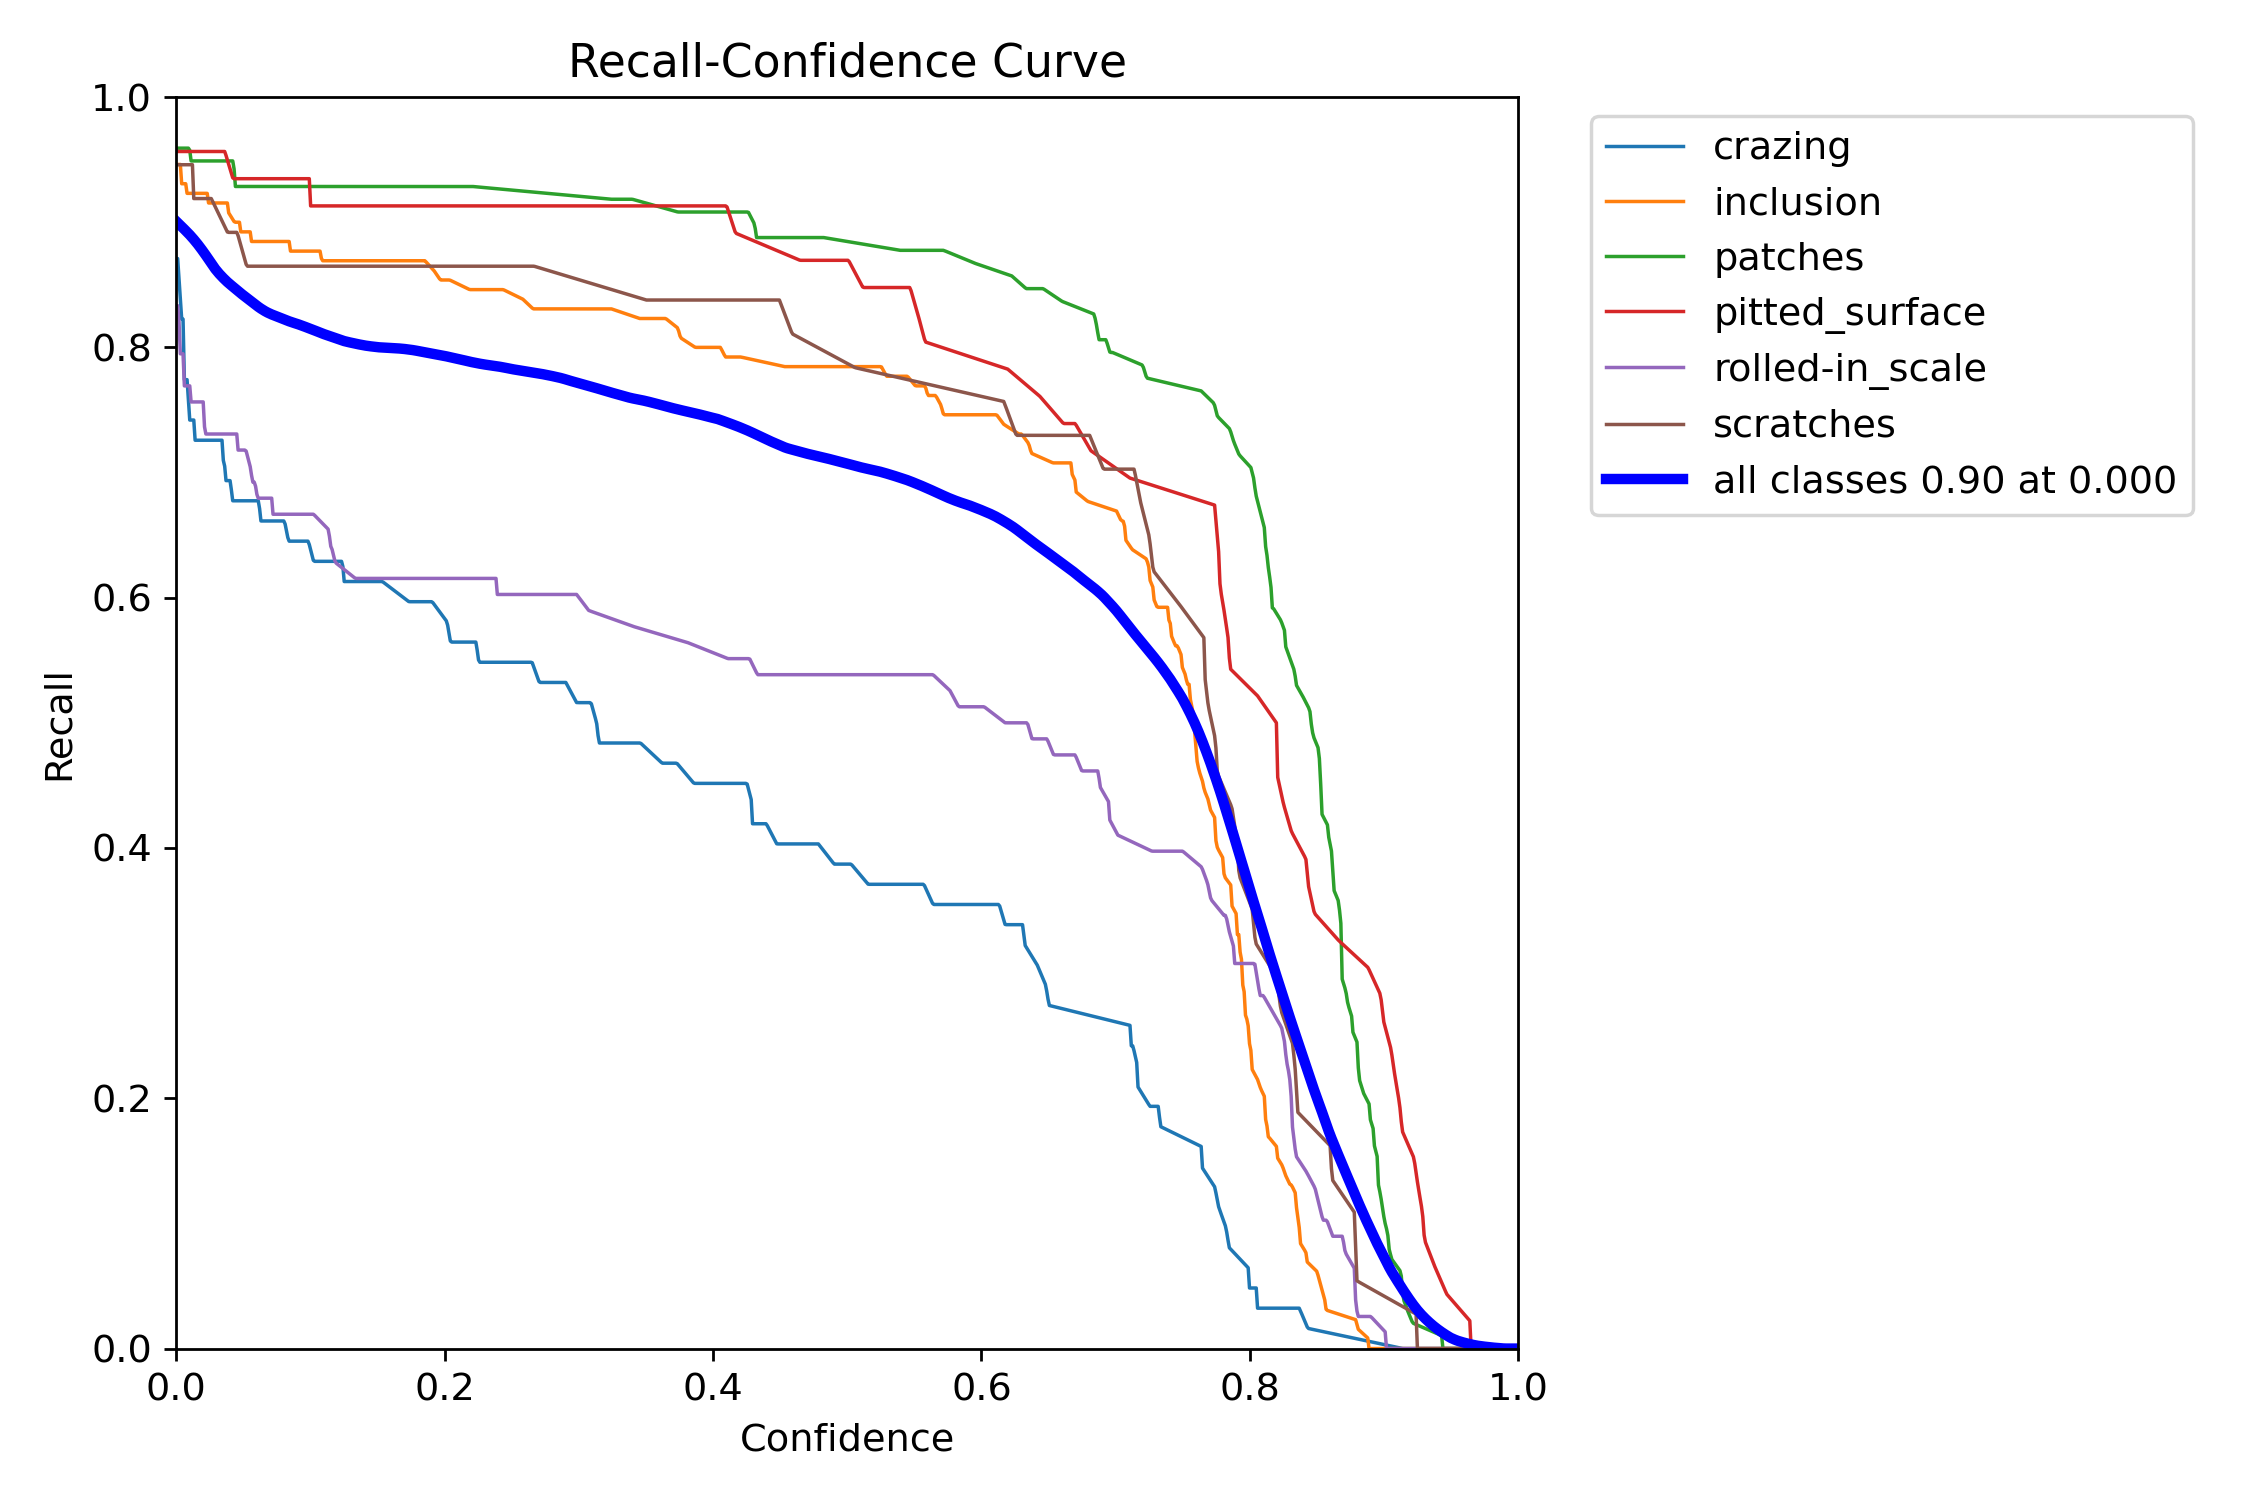 Recall-Confidence Curve
1.0
0.8
0.6
0.4
0.2
0.0
Recall
0.0 0.2 0.4 0.6 0.8 1.0
Confidence
crazing
inclusion
patches
pitted_surface
rolled-in_scale
scratches
all classes 0.90 at 0.000